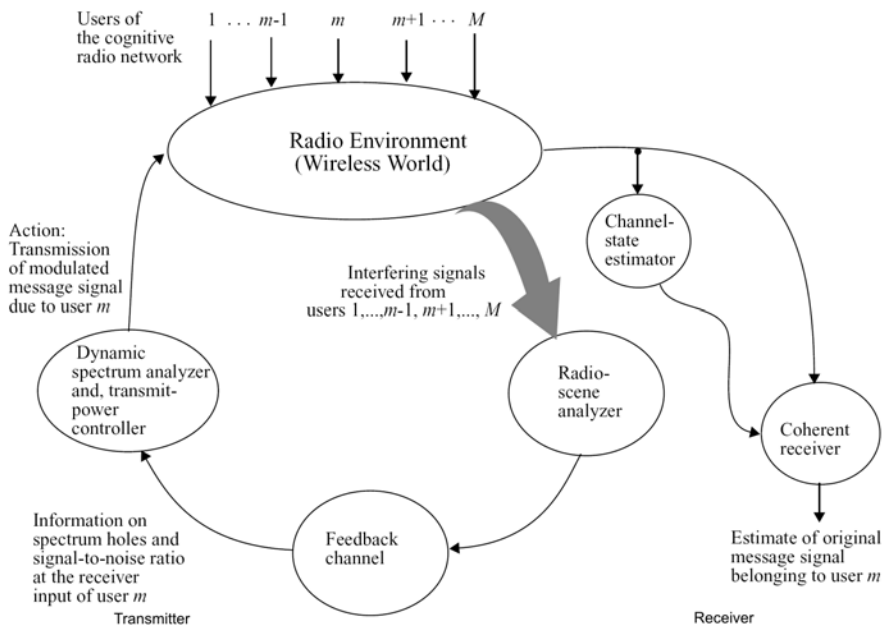 Users of
the cognitive
radio network
1 . . . m-1 m m+1 . . . M
Radio Environment
(Wireless World)
Action:
Transmission
of modulated
message signal
due to user m
Channel-
state
estimator
Interfering signals
received from
users 1,...,m-1, m+1,..., M
Dynamic
spectrum analyzer
and, transmit-
power
controller
Radio-
scene
analyzer
Coherent
receiver
Information on
spectrum holes and
signal-to-noise ratio
at the receiver
input of user m
Feedback
channel
Estimate of original
message signal
belonging to user m
Transmitter
Receiver